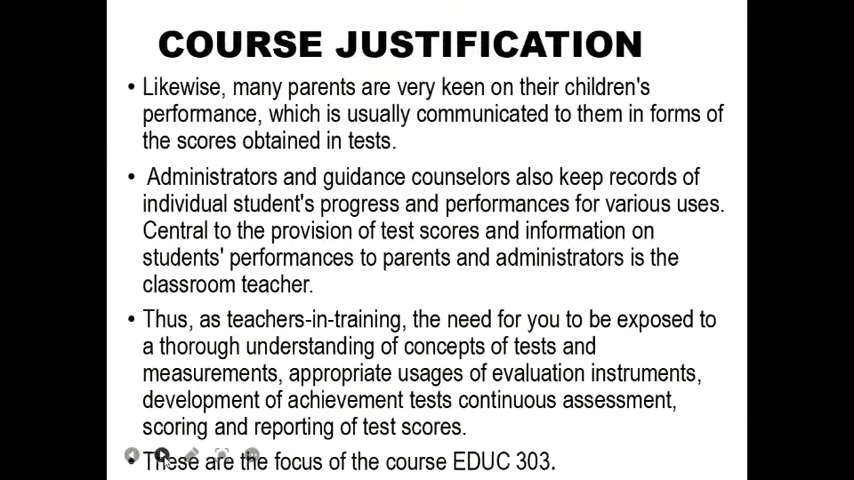 COURSE JUSTIFICATION
• Likewise, many parents are very keen on their children's
performance, which is usually communicated to them in forms of
the scores obtained in tests.
• Administrators and guidance counselors also keep records of
individual student's progress and performances for various uses.
Central to the provision of test scores and information on
students' performances to parents and administrators is the
classroom teacher.
• Thus, as teachers-in-training, the need for you to be exposed to
a thorough understanding of concepts of tests and
measurements, appropriate usages of evaluation instruments,
development of achievement tests continuous assessment,
scoring and reporting of test scores.
• These are the focus of the course EDUC 303.